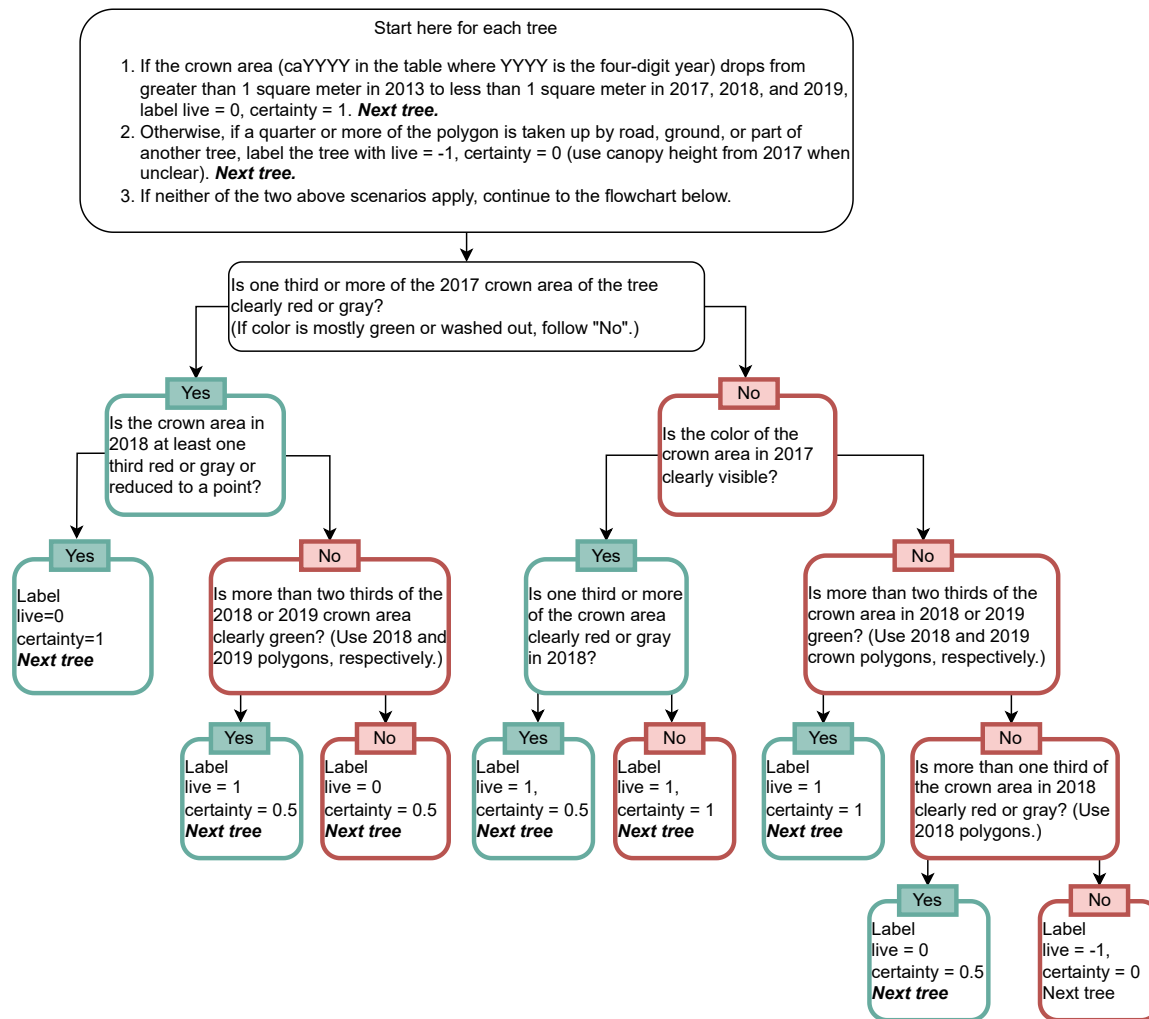 Start here for each tree
1. If the crown area (caYYYY in the table where YYYY is the four-digit year) drops from
greater than 1 square meter in 2013 to less than 1 square meter in 2017, 2018, and 2019,
label live = 0, certainty = 1. Next tree.
2. Otherwise, if a quarter or more of the polygon is taken up by road, ground, or part of
another tree, label the tree with live = -1, certainty = 0 (use canopy height from 2017 when
unclear). Next tree.
3. If neither of the two above scenarios apply, continue to the flowchart below.
Is one third or more of the 2017 crown area of the tree
clearly red or gray?
(If color is mostly green or washed out, follow "No".)
Yes
Is the crown area in
2018 at least one
third red or gray or
reduced to a point?
No
Is the color of the
crown area in 2017
clearly visible?
Yes
Label
live=0
certainty=1
Next tree
No
Is more than two thirds of the
2018 or 2019 crown area
clearly green? (Use 2018 and
2019 polygons, respectively.)
Yes
Is one third or more
of the crown area
clearly red or gray
in 2018?
No
Is more than two thirds of the
crown area in 2018 or 2019
green? (Use 2018 and 2019
crown polygons, respectively.)
Yes
Label
live = 1
certainty = 0.5
Next tree
No
Label
live = 0
certainty = 0.5
Next tree
Yes
Label
live = 1,
certainty = 0.5
Next tree
No
Label
live = 1,
certainty = 1
Next tree
Yes
Label
live = 1
certainty = 1
Next tree
No
Is more than one third of
the crown area in 2018
clearly red or gray? (Use
2018 polygons.)
Yes
Label
live = 0
certainty = 0.5
Next tree
No
Label
live = -1,
certainty = 0
Next tree